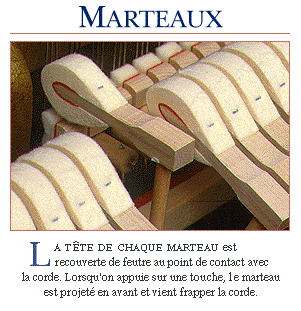 MARTEAUX
LA TÊTE DE CHAQUE MARTEAU est
recouverte de feutre au point de contact avec
la corde. Lorsqu'on appuie sur une touche, le marteau
est projeté en avant et vient frapper la corde.